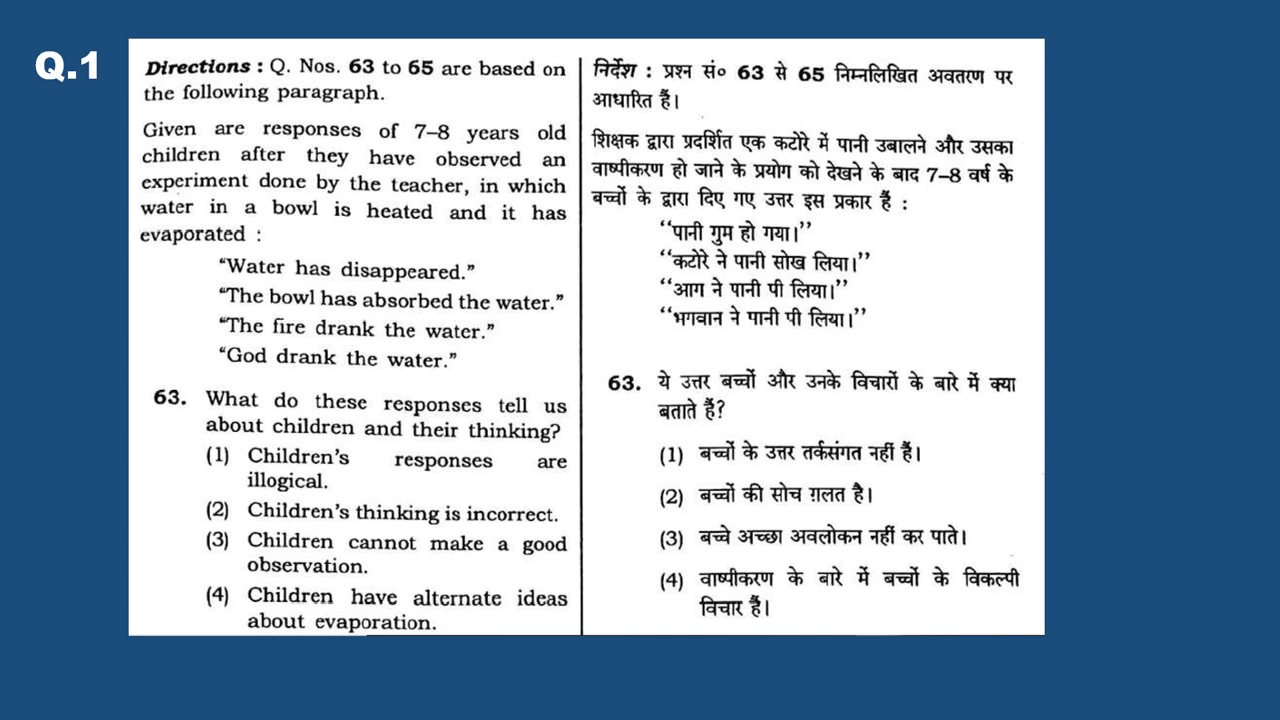 Q.1
Directions : Q. Nos. 63 to 65 are based on
the following paragraph.
Given are responses of 7–8 years old
children after they have observed an
experiment done by the teacher, in which
water in a bowl is heated and it has
evaporated :
“Water has disappeared.”
“The bowl has absorbed the water.”
“The fire drank the water.”
“God drank the water.”
63. What do these responses tell us
about children and their thinking?
(1) Children’s responses are
illogical.
(2) Children’s thinking is incorrect.
(3) Children cannot make a good
observation.
(4) Children have alternate ideas
about evaporation.
निर्देश : प्रश्न सं० 63 से 65 निम्नलिखित अवतरण पर
आधारित हैं।
शिक्षक द्वारा प्रदर्शित एक कटोरे में पानी उबालने और उसका
वाष्पीकरण हो जाने के प्रयोग को देखने के बाद 7–8 वर्ष के
बच्चों के द्वारा दिए गए उत्तर इस प्रकार हैं :
‘‘पानी गुम हो गया।’’
‘‘कटोरे ने पानी सोख लिया।’’
‘‘आग ने पानी पी लिया।’’
‘‘भगवान ने पानी पी लिया।’’
63. ये उत्तर बच्चों और उनके विचारों के बारे में क्या
बताते हैं?
(1) बच्चों के उत्तर तर्कसंगत नहीं हैं।
(2) बच्चों की सोच ग़लत है।
(3) बच्चे अच्छा अवलोकन नहीं कर पाते।
(4) वाष्पीकरण के बारे में बच्चों के विकल्पी
विचार हैं।